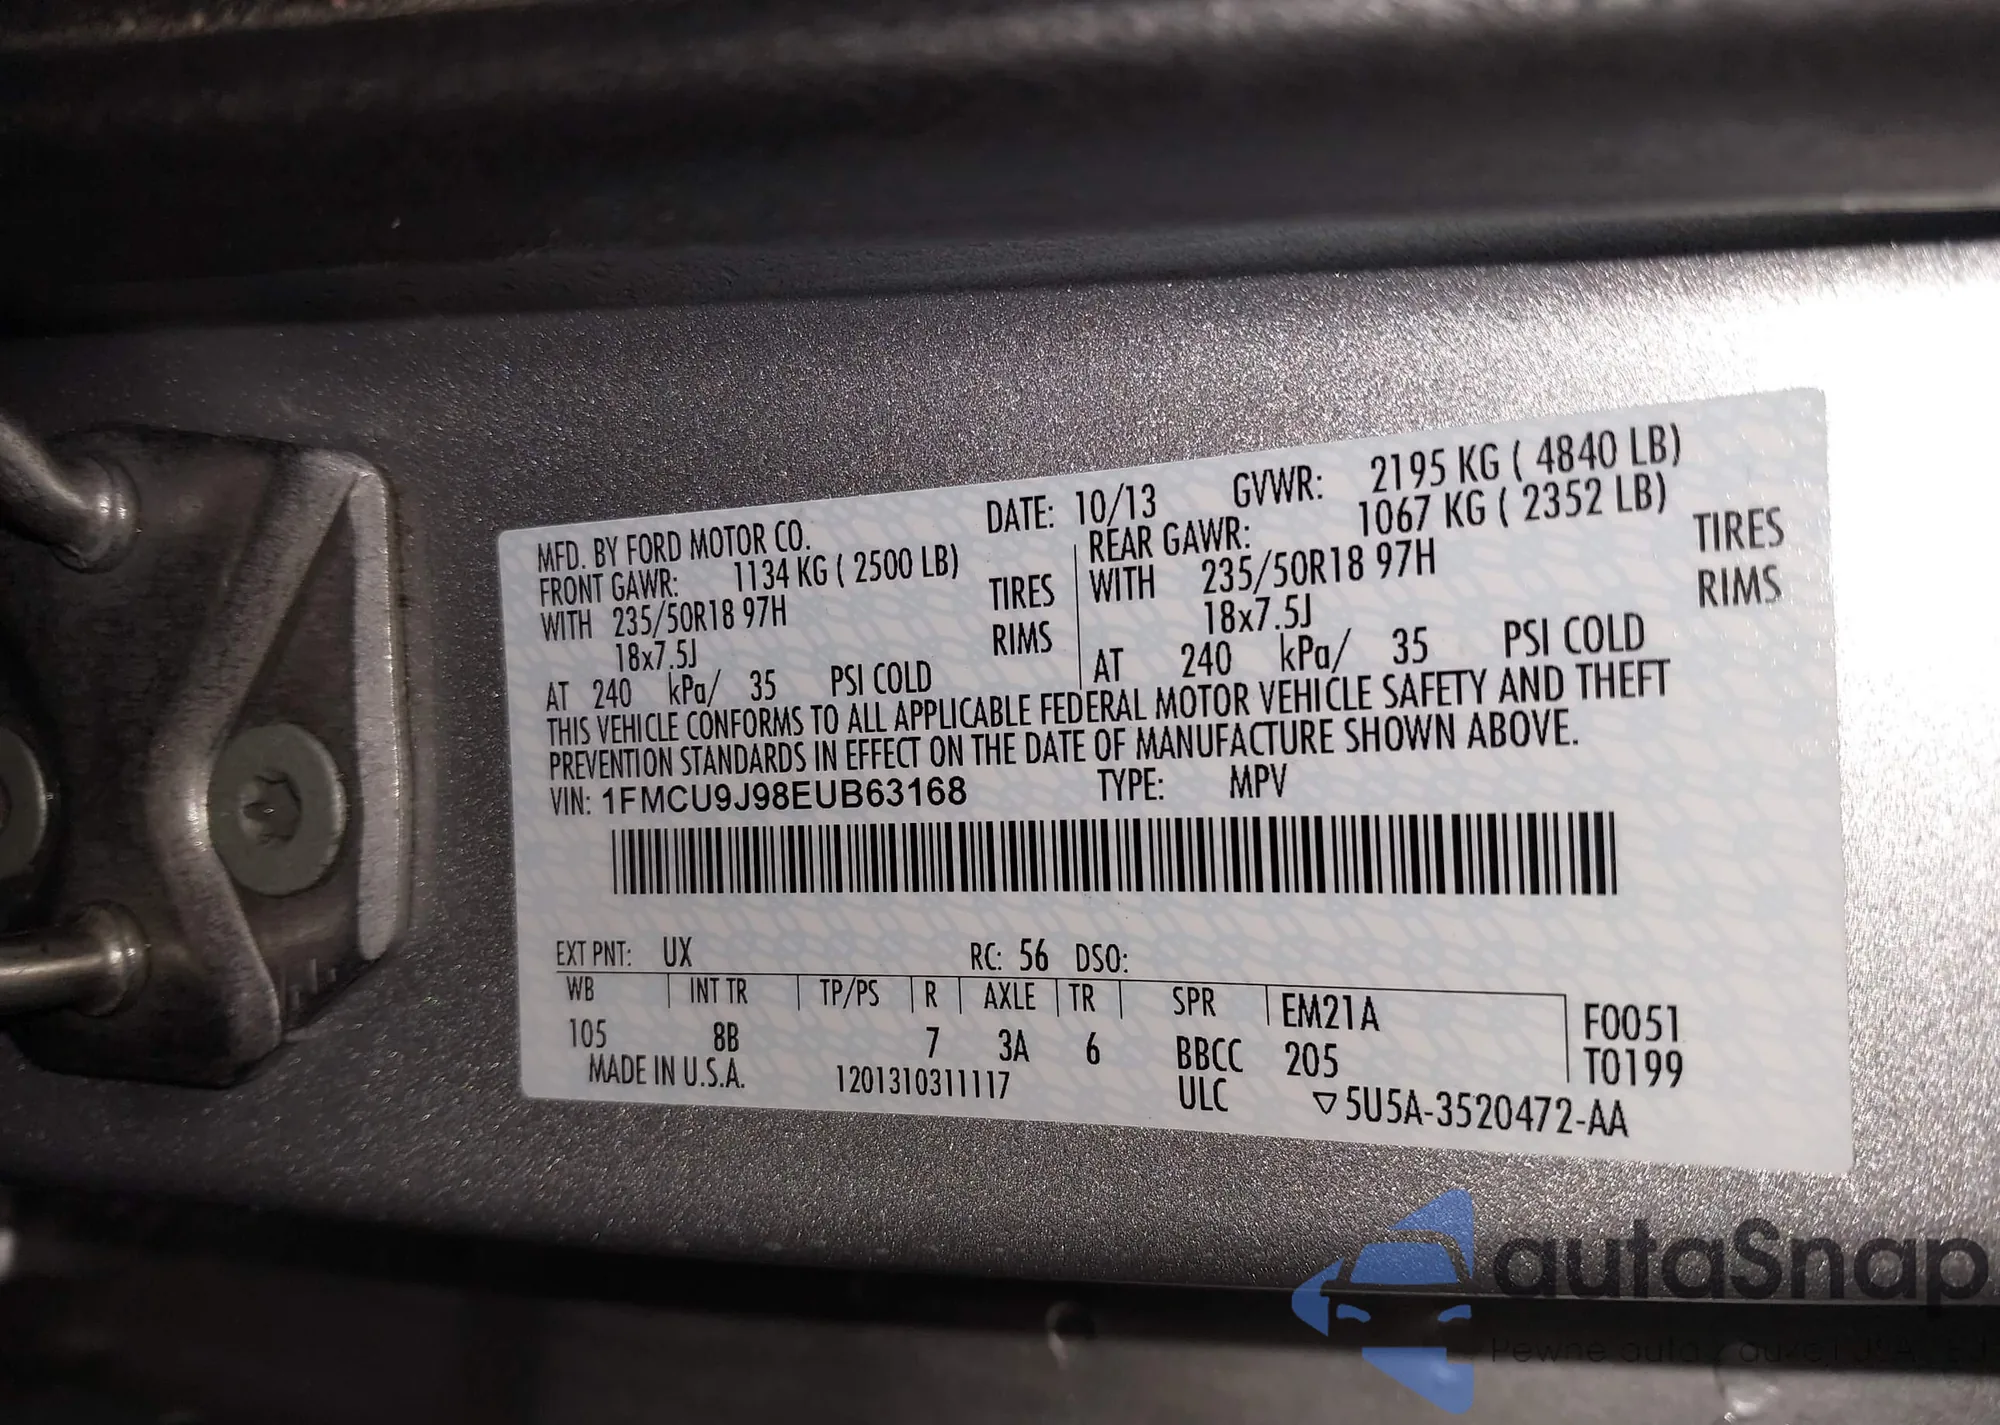 MFD. BY FORD MOTOR CO. DATE: 10/13 GVWR: 2195 KG ( 4840 LB)
FRONT GAWR: 1134 KG ( 2500 LB) REAR GAWR: 1067 KG ( 2352 LB)
WITH 235/50R18 97H TIRES WITH 235/50R18 97H TIRES
18x7.5J RIMS 18x7.5J RIMS
AT 240 kPa/ 35 PSI COLD AT 240 kPa/ 35 PSI COLD
THIS VEHICLE CONFORMS TO ALL APPLICABLE FEDERAL MOTOR VEHICLE SAFETY AND THEFT
PREVENTION STANDARDS IN EFFECT ON THE DATE OF MANUFACTURE SHOWN ABOVE.
VIN: 1FMCU9J98EUB63168 TYPE: MPV
EXT PNT: UX RC: 56 DSO:
WB INT TR TP/PS R AXLE TR SPR EM21A F0051
105 8B 7 3A 6 BBCC 205 T0199
MADE IN U.S.A. 1201310311117 ULC ▽5U5A-3520472-AA
autaSnap
Pewne auta z aukcji